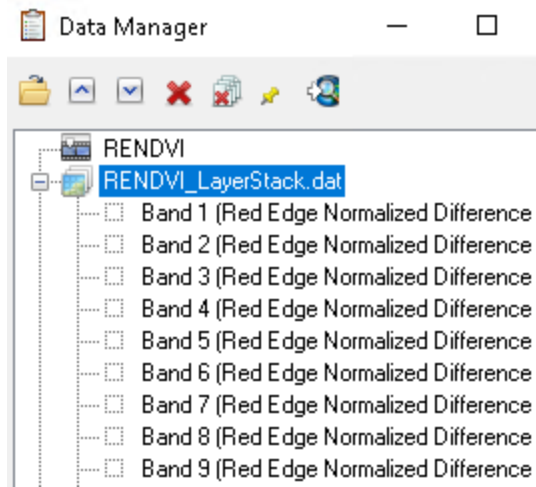 Data Manager
RENDVI
RENDVI_LayerStack.dat
Band 1 (Red Edge Normalized Difference
Band 2 (Red Edge Normalized Difference
Band 3 (Red Edge Normalized Difference
Band 4 (Red Edge Normalized Difference
Band 5 (Red Edge Normalized Difference
Band 6 (Red Edge Normalized Difference
Band 7 (Red Edge Normalized Difference
Band 8 (Red Edge Normalized Difference
Band 9 (Red Edge Normalized Difference